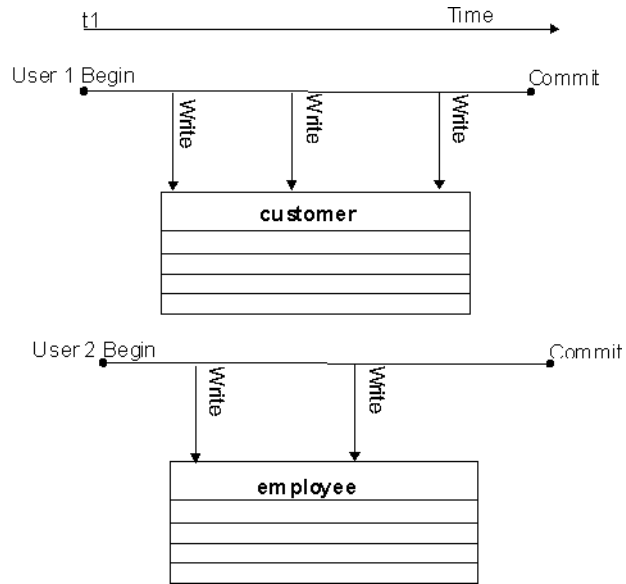 t1 Time
User 1 Begin Commit
Write Write Write
customer
User 2 Begin Commit
Write Write
employee